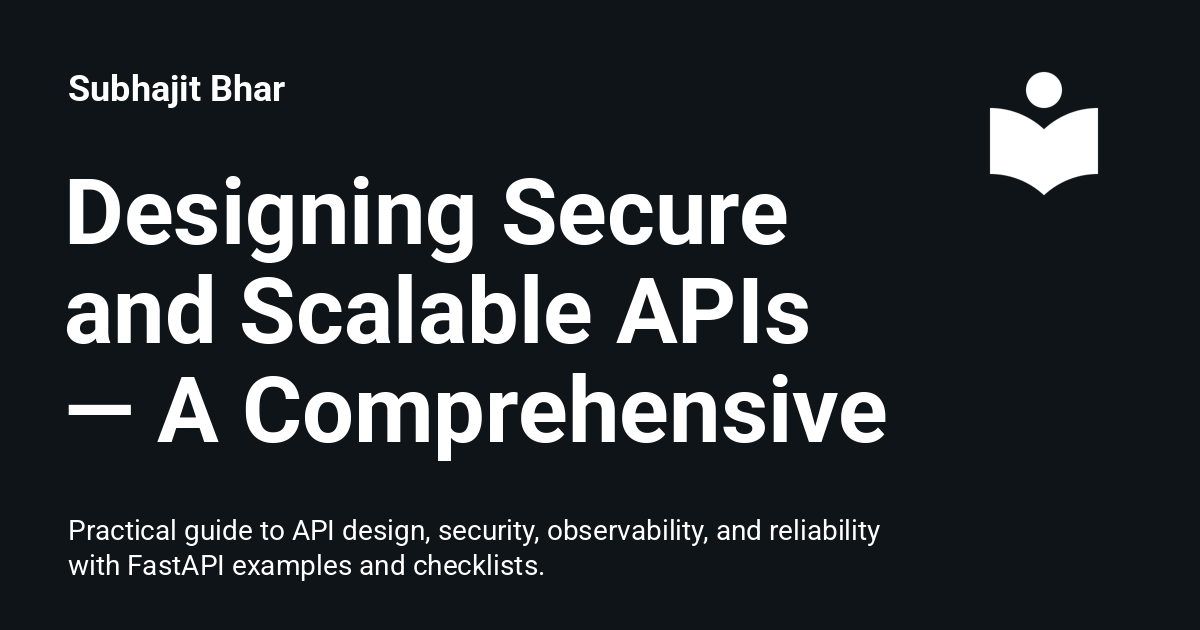 Subhajit Bhar
Designing Secure
and Scalable APIs
— A Comprehensive
Practical guide to API design, security, observability, and reliability
with FastAPI examples and checklists.